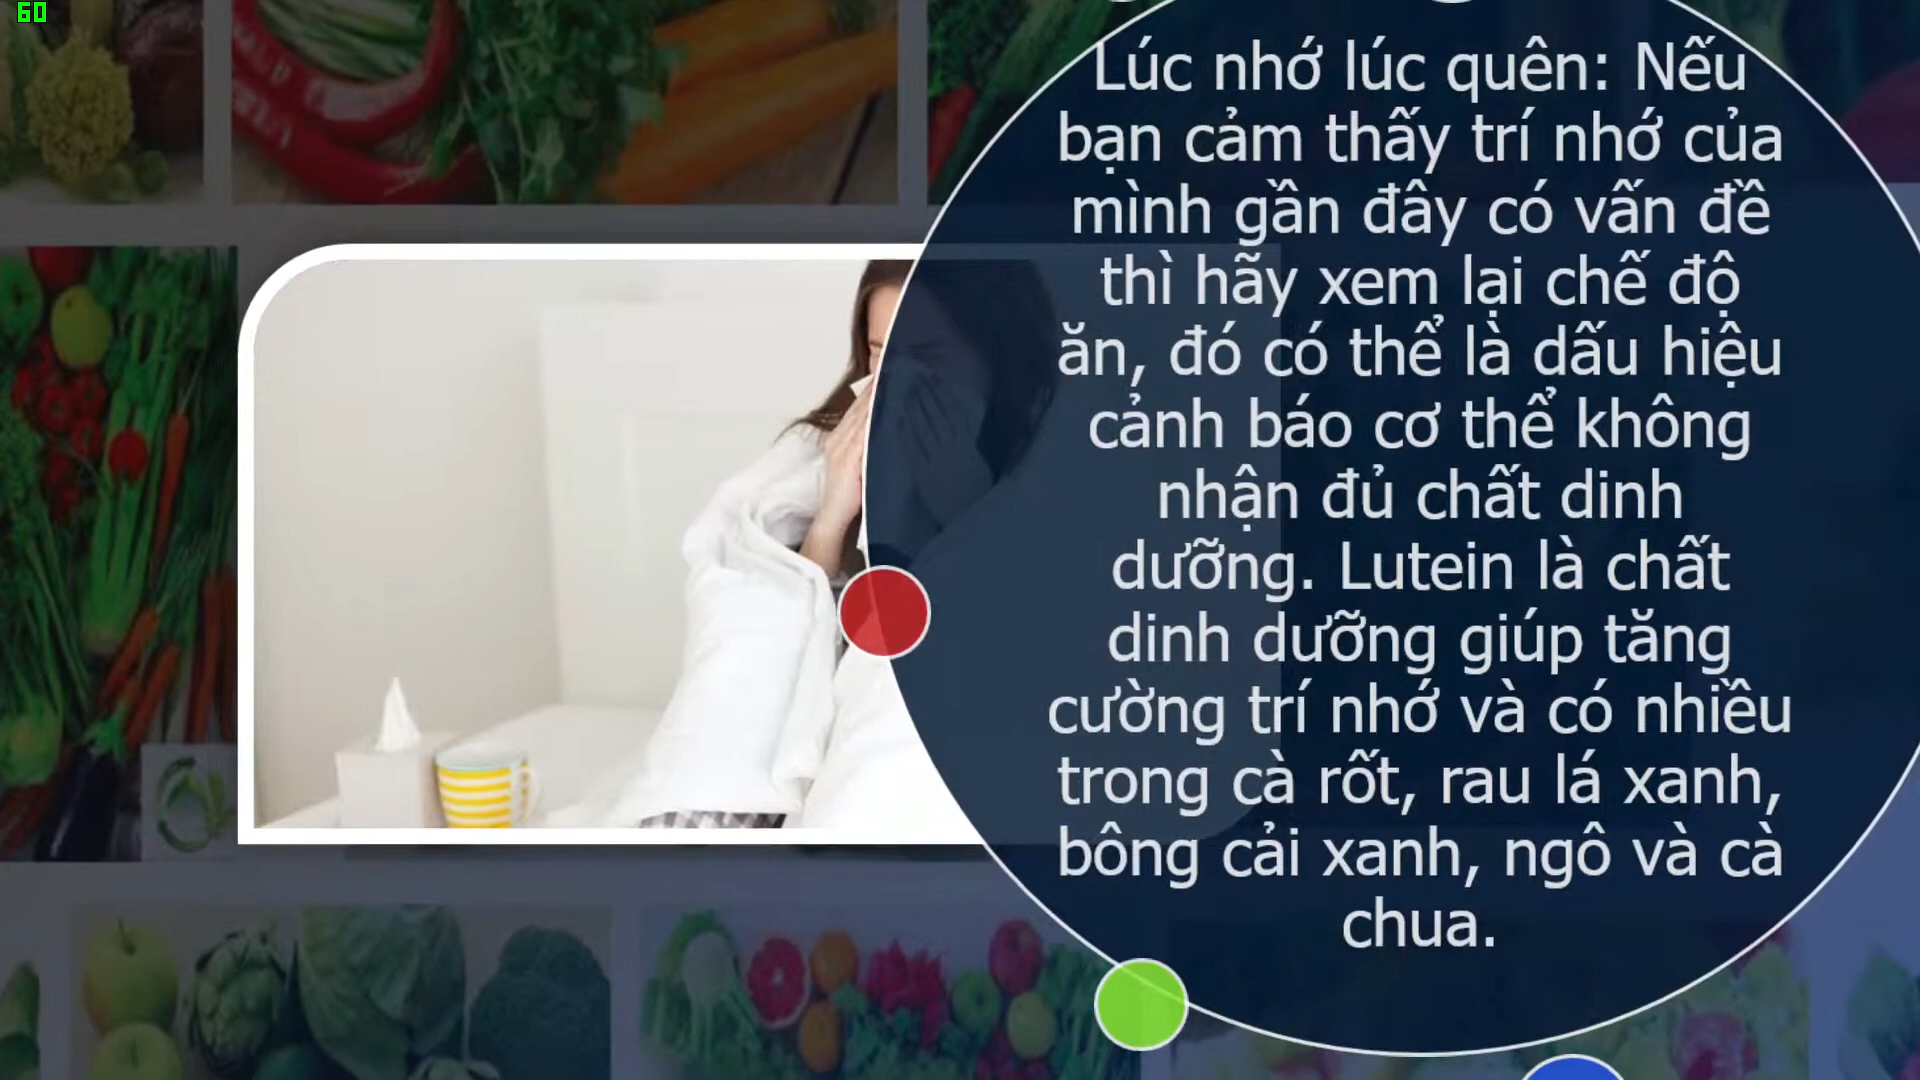 60
Lúc nhớ lúc quên: Nếu
bạn cảm thấy trí nhớ của
mình gần đây có vấn đề
thì hãy xem lại chế độ
ăn, đó có thể là dấu hiệu
cảnh báo cơ thể không
nhận đủ chất dinh
dưỡng. Lutein là chất
dinh dưỡng giúp tăng
cường trí nhớ và có nhiều
trong cà rốt, rau lá xanh,
bông cải xanh, ngô và cà
chua.